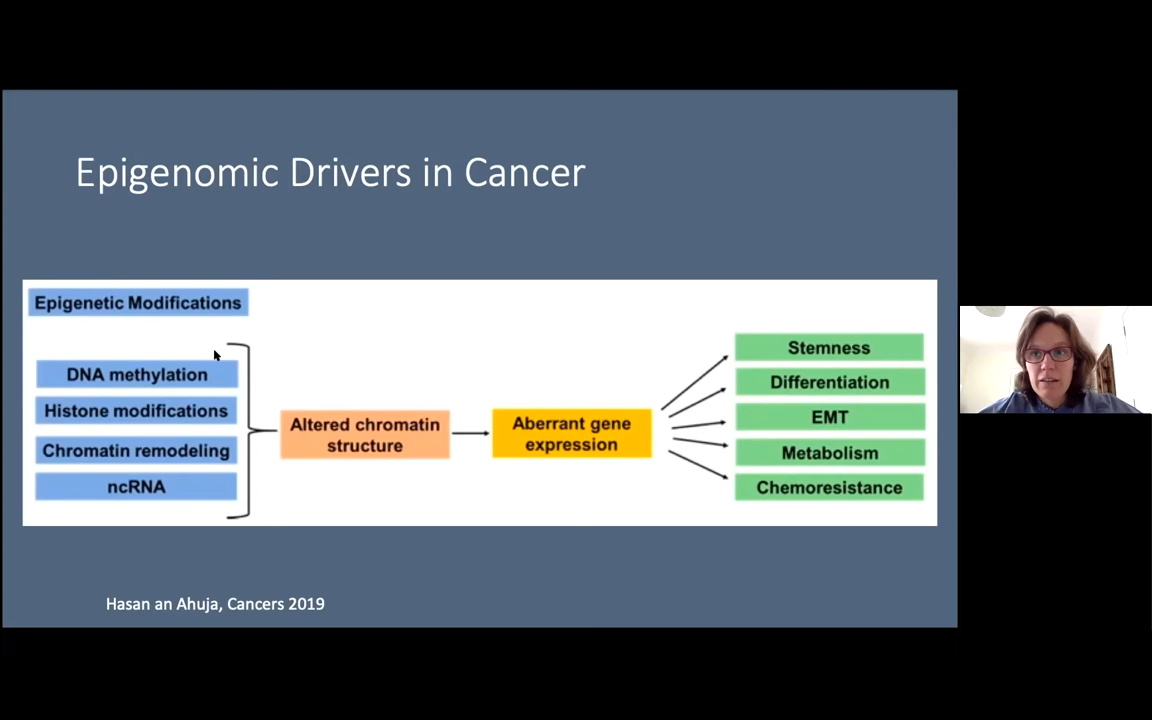 Epigenomic Drivers in Cancer
Epigenetic Modifications
DNA methylation
Histone modifications
Chromatin remodeling
ncRNA
Altered chromatin
structure
Aberrant gene
expression
Stemness
Differentiation
EMT
Metabolism
Chemoresistance
Hasan an Ahuja, Cancers 2019